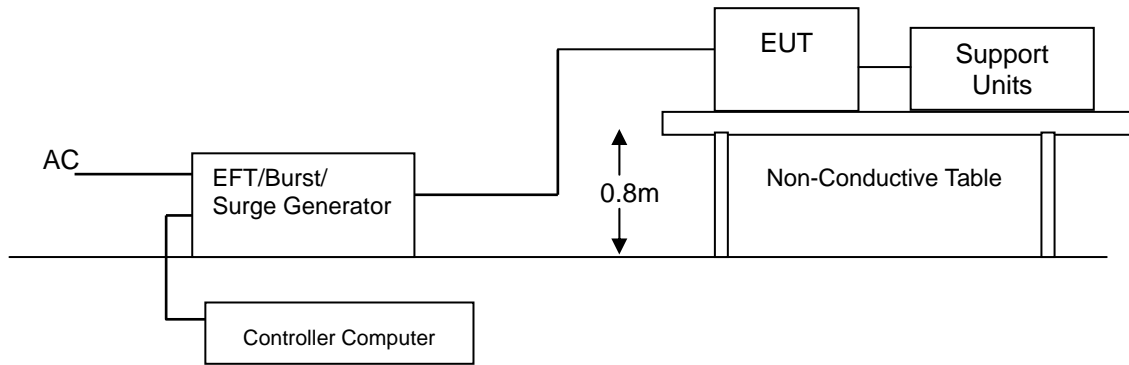 EUT
Support
Units
AC
EFT/Burst/
Surge Generator
0.8m
Non-Conductive Table
Controller Computer